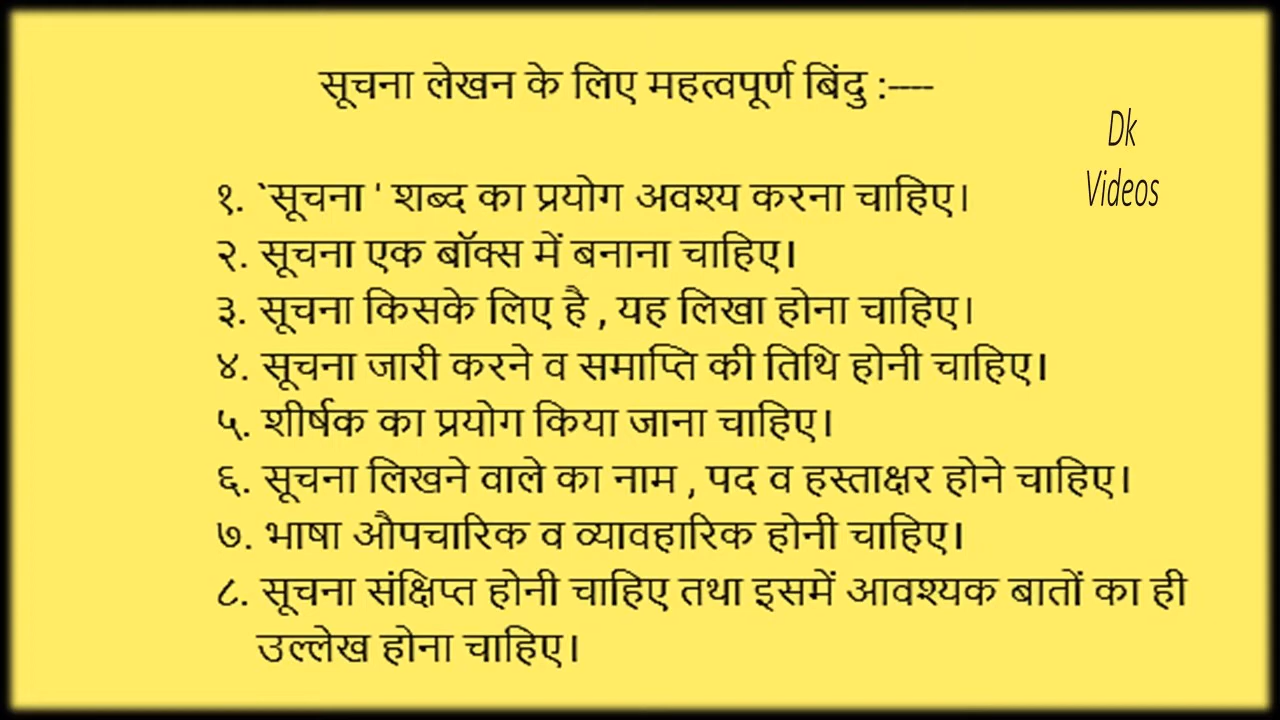 सूचना लेखन के लिए महत्वपूर्ण बिंदु :----
Dk
Videos
१. `सूचना ' शब्द का प्रयोग अवश्य करना चाहिए।
२. सूचना एक बॉक्स में बनाना चाहिए।
३. सूचना किसके लिए है , यह लिखा होना चाहिए।
४. सूचना जारी करने व समाप्ति की तिथि होनी चाहिए।
५. शीर्षक का प्रयोग किया जाना चाहिए।
६. सूचना लिखने वाले का नाम , पद व हस्ताक्षर होने चाहिए।
७. भाषा औपचारिक व व्यावहारिक होनी चाहिए।
८. सूचना संक्षिप्त होनी चाहिए तथा इसमें आवश्यक बातों का ही
उल्लेख होना चाहिए।